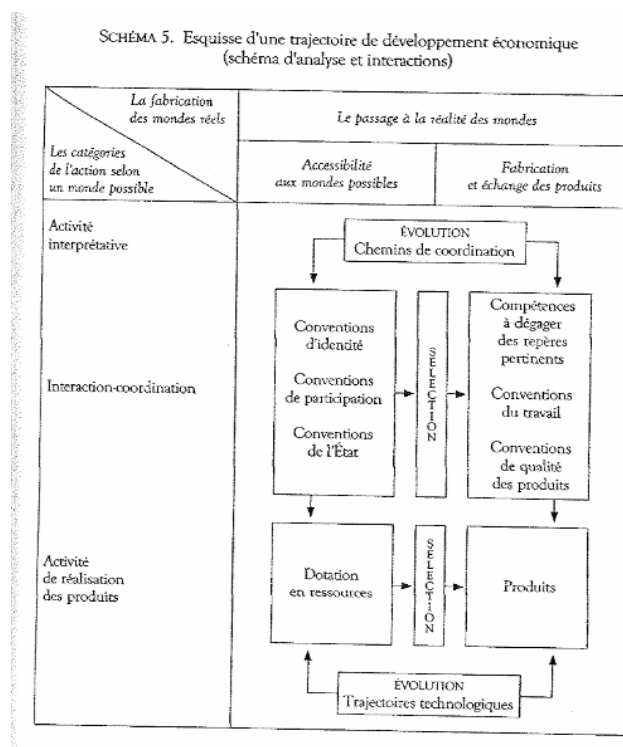 SCHÉMA 5. Esquisse d'une trajectoire de développement économique
(schéma d'analyse et interactions)
La fabrication
des mondes réels
Les catégories
de l'action selon
un monde possible
Le passage à la réalité des mondes
Accessibilité
aux mondes possibles
Fabrication
et échange des produits
Activité
interprétative
ÉVOLUTION
Chemins de coordination
Interaction-coordination
Conventions
d'identité
Conventions
de participation
Conventions
de l'État
SÉLECTION
Compétences
à dégager
des repères
pertinents
Conventions
du travail
Conventions
de qualité
des produits
Activité
de réalisation
des produits
Dotation
en ressources
SÉLECTION
Produits
ÉVOLUTION
Trajectoires technologiques